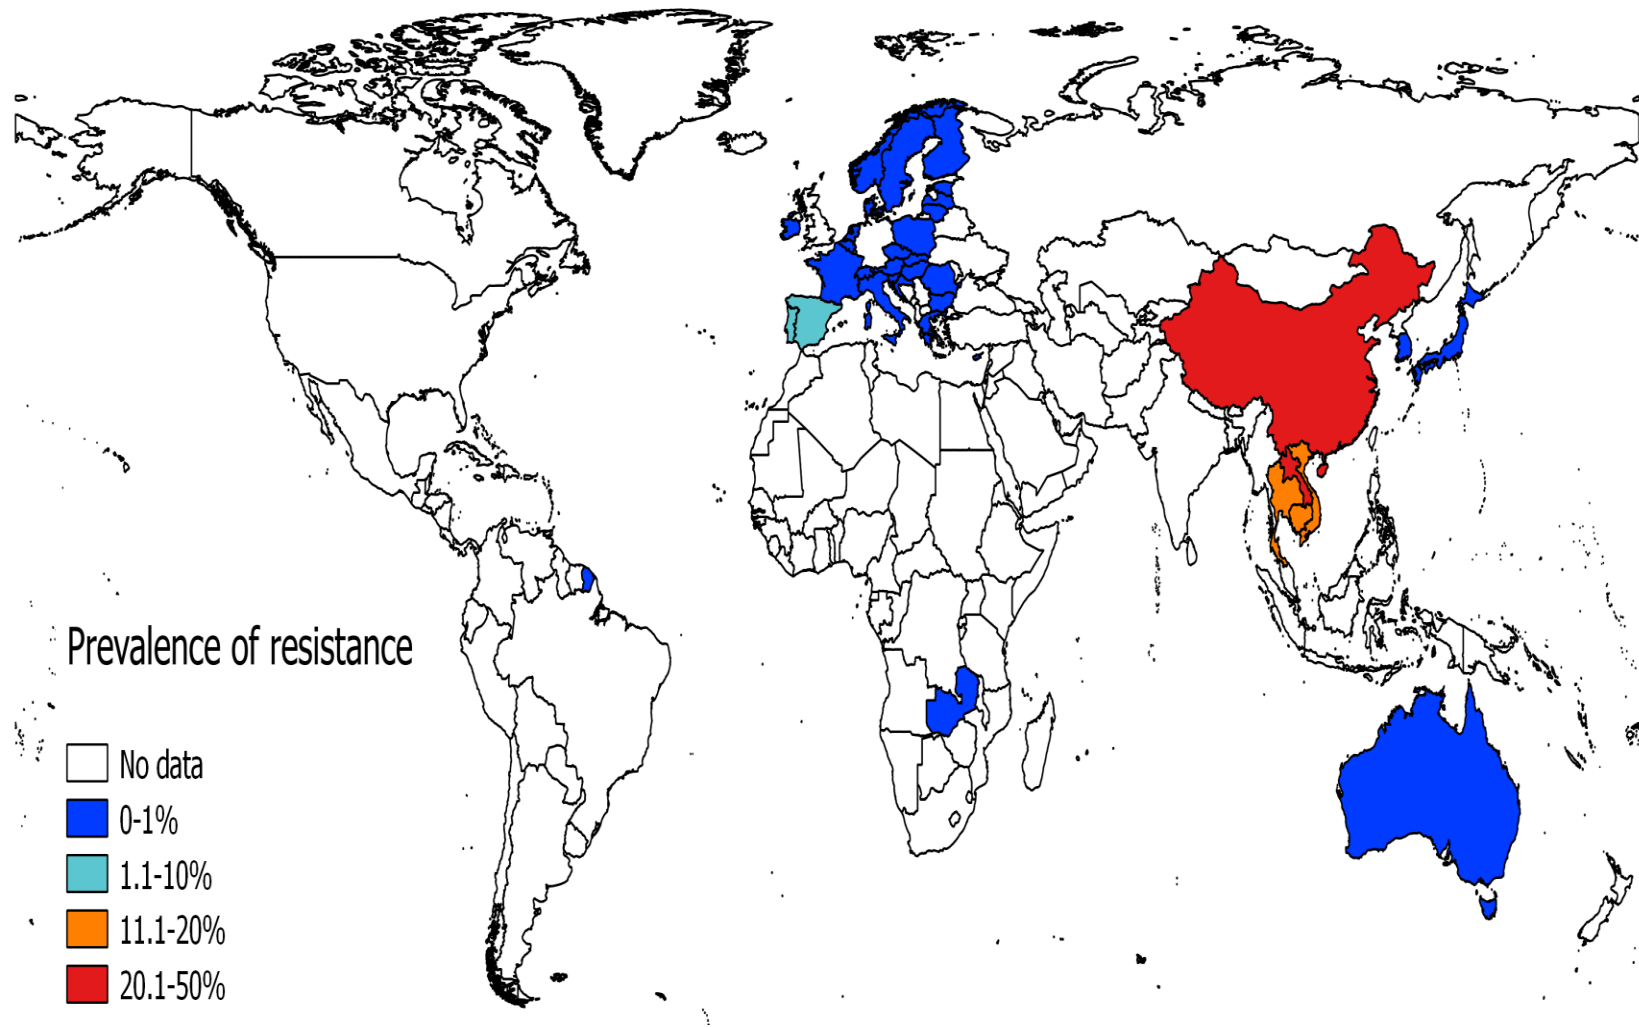 Prevalence of resistance
No data
0-1%
1.1-10%
11.1-20%
20.1-50%